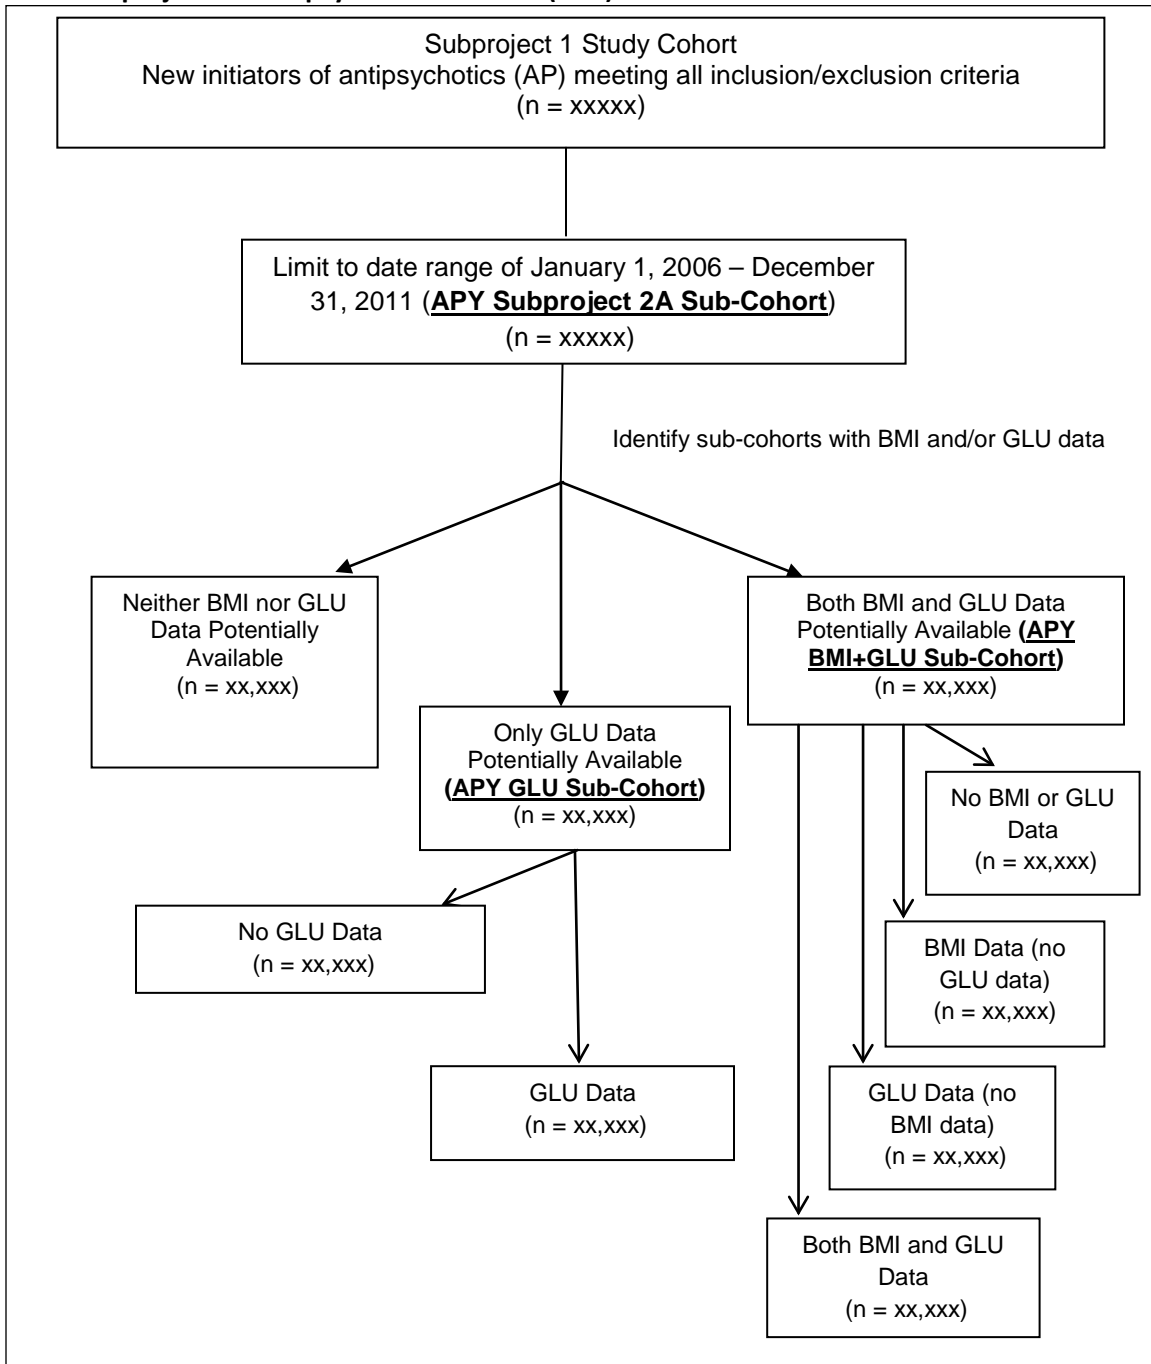 Subproject 1 Study Cohort
New initiators of antipsychotics (AP) meeting all inclusion/exclusion criteria
(n = xxxxx)
Limit to date range of January 1, 2006 – December
31, 2011 (APY Subproject 2A Sub-Cohort)
(n = xxxxx)
Identify sub-cohorts with BMI and/or GLU data
Neither BMI nor GLU
Data Potentially
Available
(n = xx,xxx)
Only GLU Data
Potentially Available
(APY GLU Sub-Cohort)
(n = xx,xxx)
Both BMI and GLU Data
Potentially Available (APY
BMI+GLU Sub-Cohort)
(n = xx,xxx)
No GLU Data
(n = xx,xxx)
GLU Data
(n = xx,xxx)
No BMI or GLU
Data
(n = xx,xxx)
BMI Data (no
GLU data)
(n = xx,xxx)
GLU Data (no
BMI data)
(n = xx,xxx)
Both BMI and GLU
Data
(n = xx,xxx)